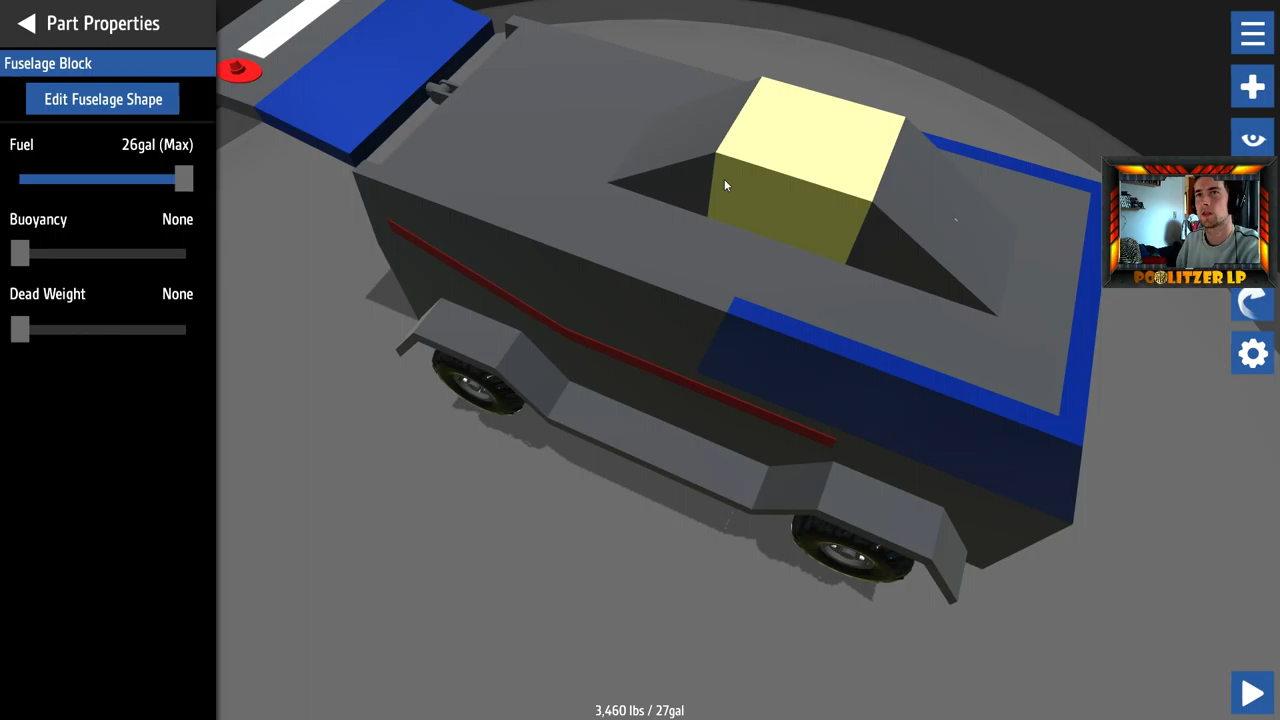 Part Properties
Fuselage Block
Edit Fuselage Shape
Fuel 26gal (Max)
Buoyancy None
Dead Weight None
POOLITZER LP
3,460 lbs / 27gal